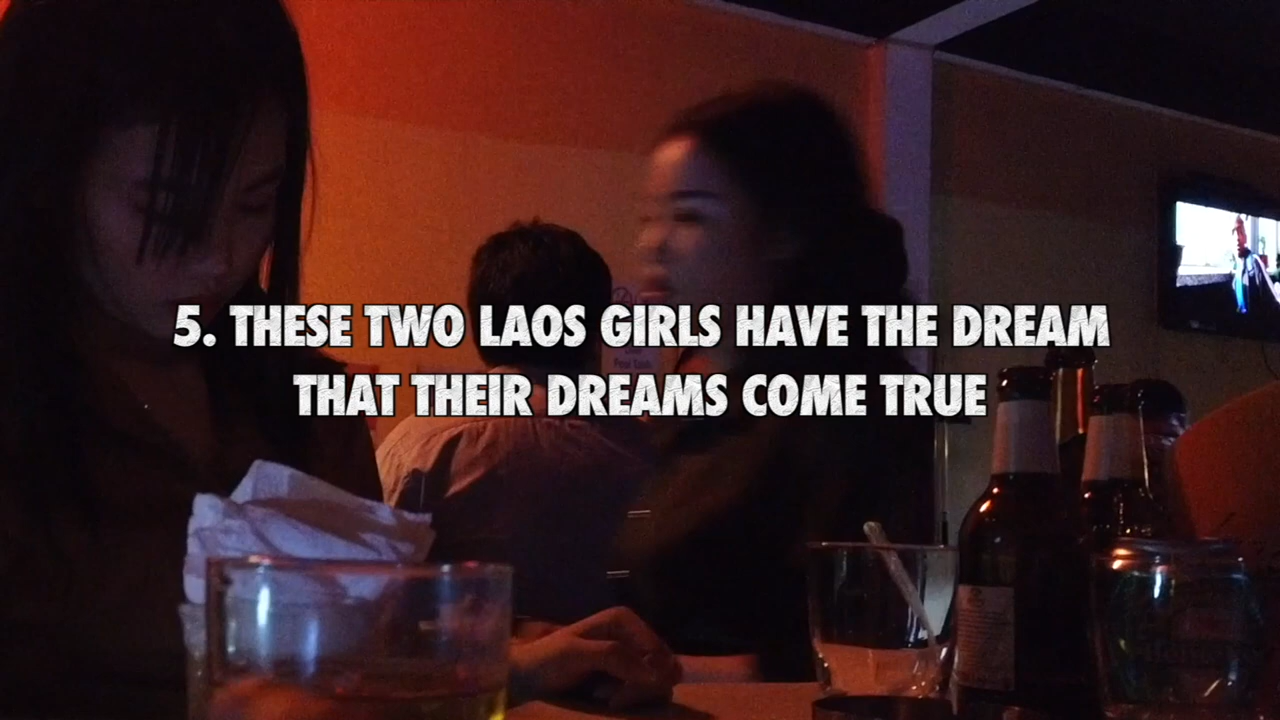 5. THESE TWO LAOS GIRLS HAVE THE DREAM
THAT THEIR DREAMS COME TRUE